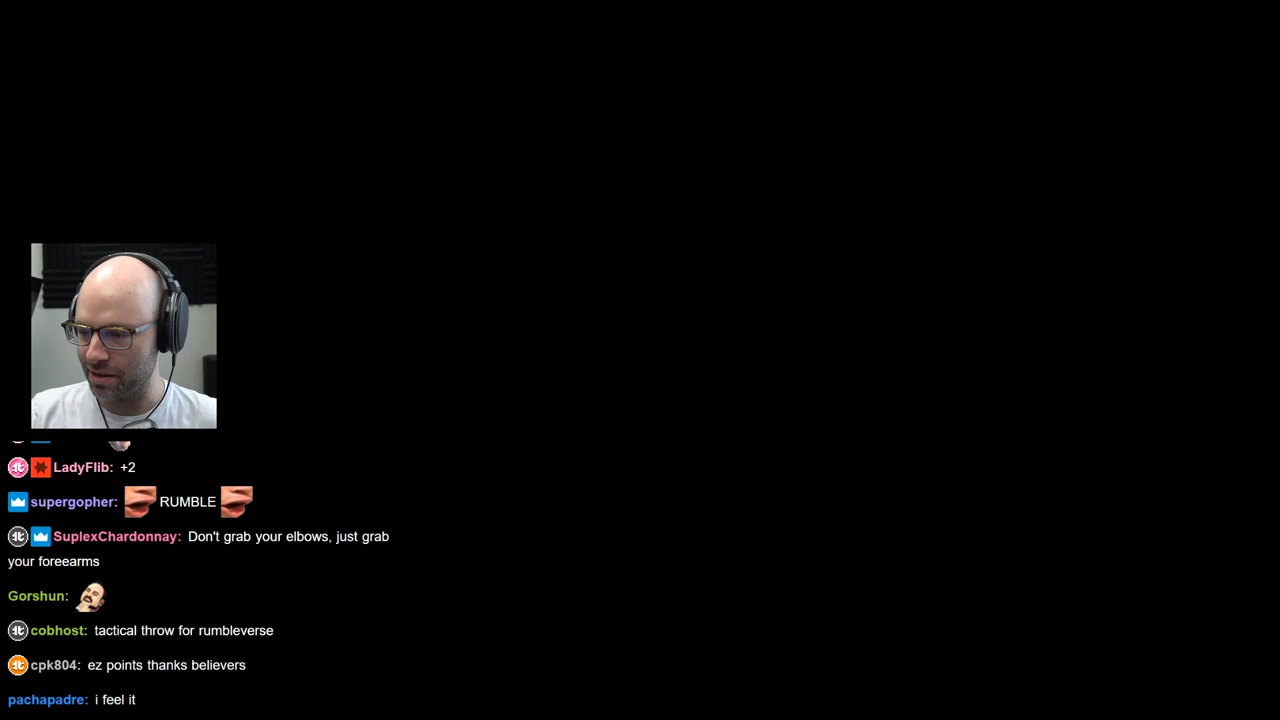 LadyFlib: +2
supergopher: RUMBLE
SuplexChardonnay: Don't grab your elbows, just grab
your foreearms
Gorshun:
cobhost: tactical throw for rumbleverse
cpk804: ez points thanks believers
pachapadre: i feel it